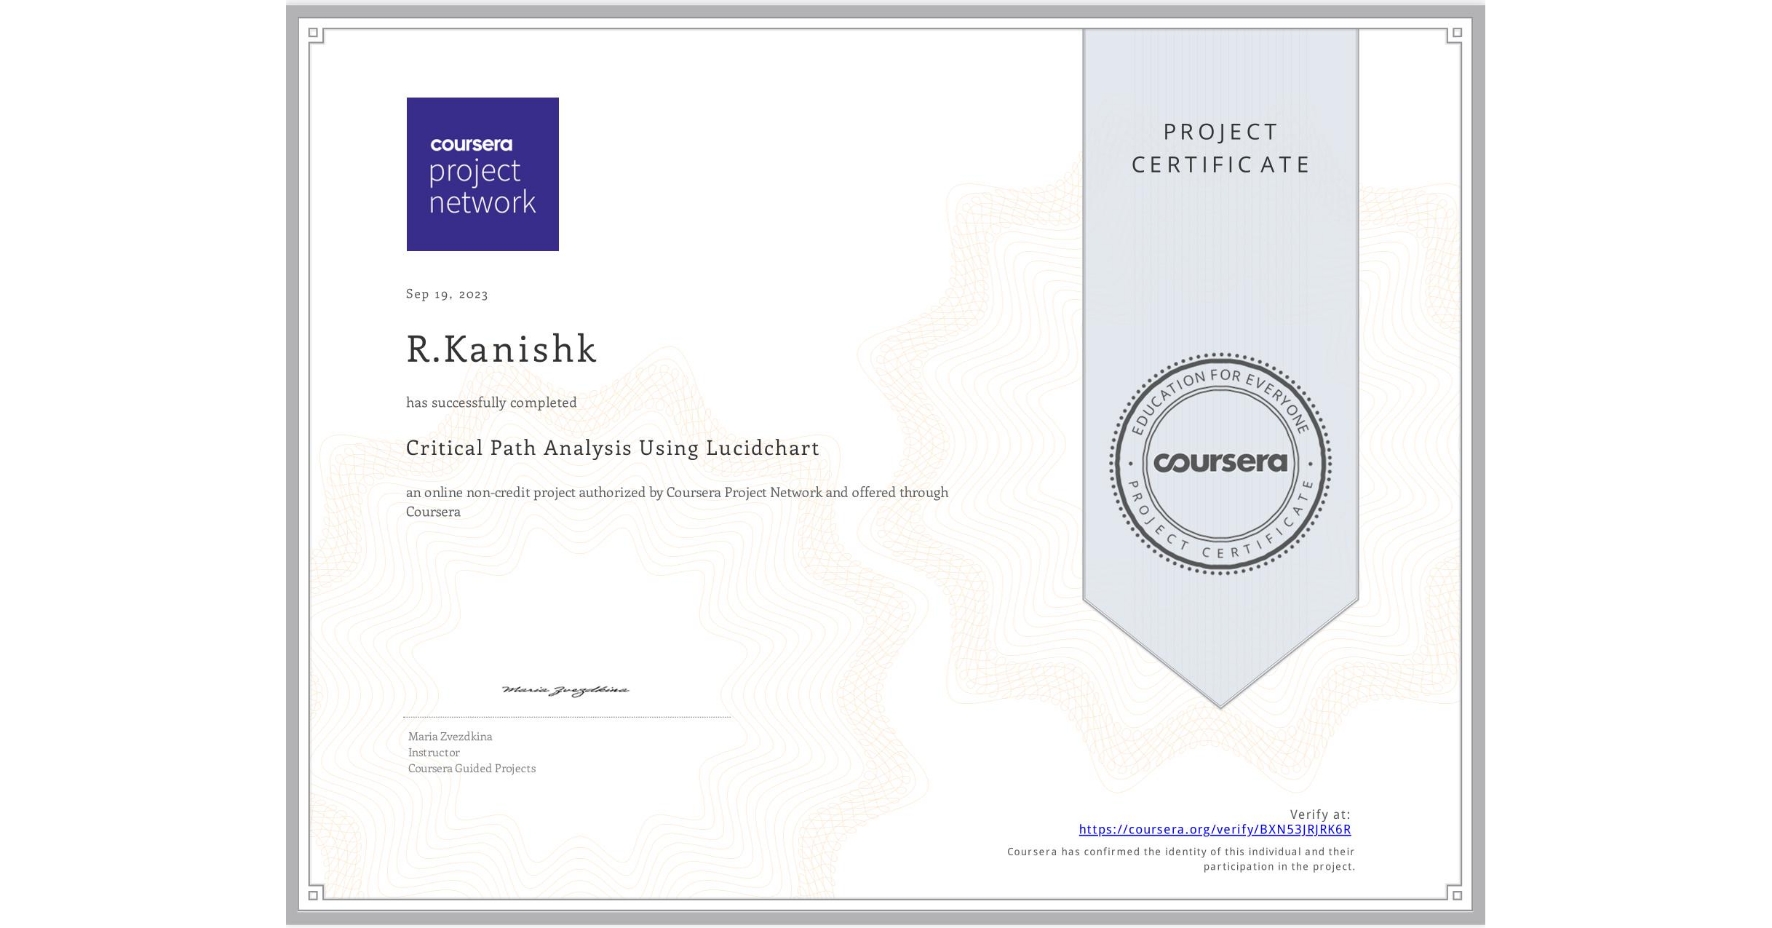 coursera
project
network
PROJECT
CERTIFICATE
Sep 19, 2023
R.Kanishk
has successfully completed
Critical Path Analysis Using Lucidchart
an online non-credit project authorized by Coursera Project Network and offered through
Coursera
EDUCATION FOR EVERYONE
coursera
PROJECT CERTIFICATE
Maria Zvezdkina
Maria Zvezdkina
Instructor
Coursera Guided Projects
Verify at:
https://coursera.org/verify/BXN53JRJRK6R
Coursera has confirmed the identity of this individual and their
participation in the project.